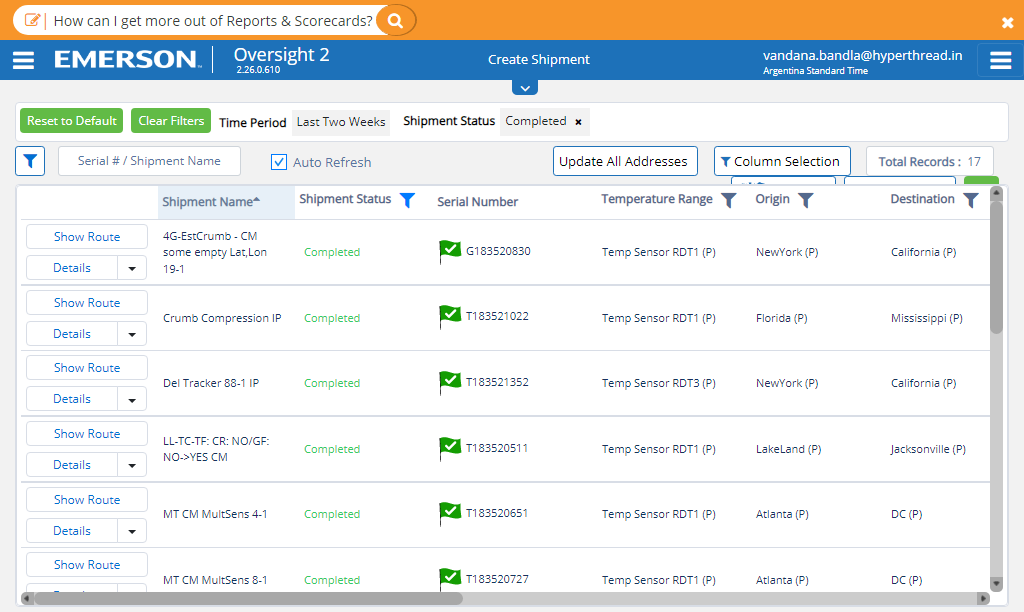 How can I get more out of Reports & Scorecards?
EMERSON
Oversight 2
2.26.0.610
Create Shipment
vandana.bandla@hyperthread.in
Argentina Standard Time
Reset to Default Clear Filters Time Period Last Two Weeks Shipment Status Completed ×
Serial # / Shipment Name Auto Refresh Update All Addresses Column Selection Total Records : 17
Shipment Name Shipment Status Serial Number Temperature Range Origin Destination
Show Route
Details
4G-EstCrumb - CM
some empty Lat,Lon
19-1
Completed G183520830 Temp Sensor RDT1 (P) NewYork (P) California (P)
Show Route
Details
Crumb Compression IP Completed T183521022 Temp Sensor RDT1 (P) Florida (P) Mississippi (P)
Show Route
Details
Del Tracker 88-1 IP Completed T183521352 Temp Sensor RDT3 (P) NewYork (P) California (P)
Show Route
Details
LL-TC-TF: CR: NO/GF:
NO->YES CM
Completed T183520511 Temp Sensor RDT1 (P) LakeLand (P) Jacksonville (P)
Show Route
Details
MT CM MultSens 4-1 Completed T183520651 Temp Sensor RDT1 (P) Atlanta (P) DC (P)
Show Route
MT CM MultSens 8-1 Completed T183520727 Temp Sensor RDT1 (P) Atlanta (P) DC (P)